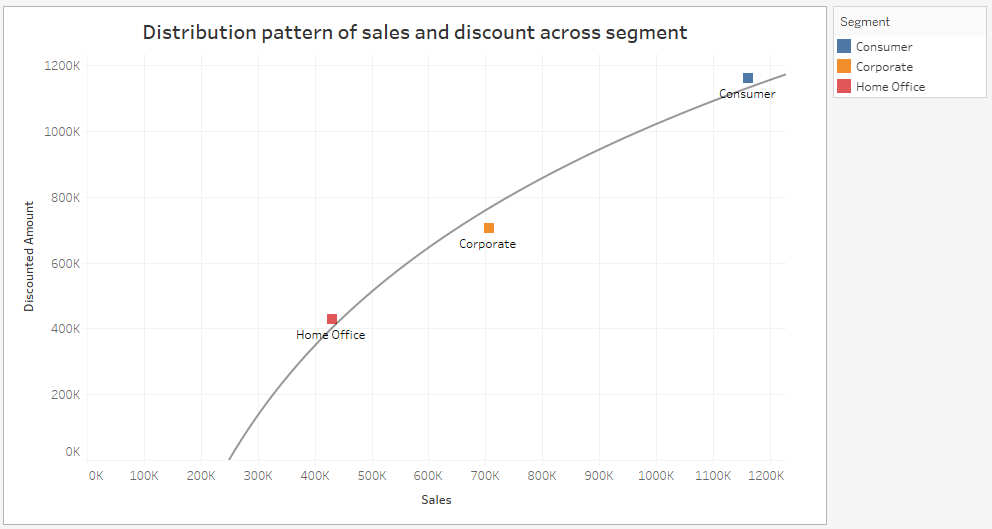 Distribution pattern of sales and discount across segment
Segment
Consumer
Corporate
Home Office
Discounted Amount
1200K
1000K
800K
600K
400K
200K
0K
Consumer
Corporate
Home Office
0K 100K 200K 300K 400K 500K 600K 700K 800K 900K 1000K 1100K 1200K
Sales